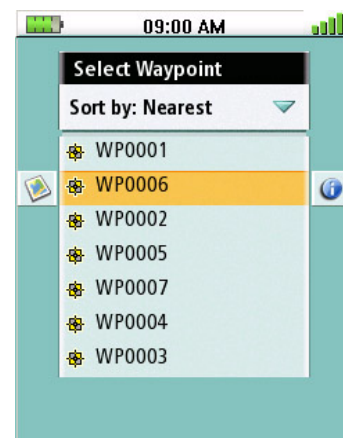 09:00 AM
Select Waypoint
Sort by: Nearest
WP0001
WP0006
WP0002
WP0005
WP0007
WP0004
WP0003